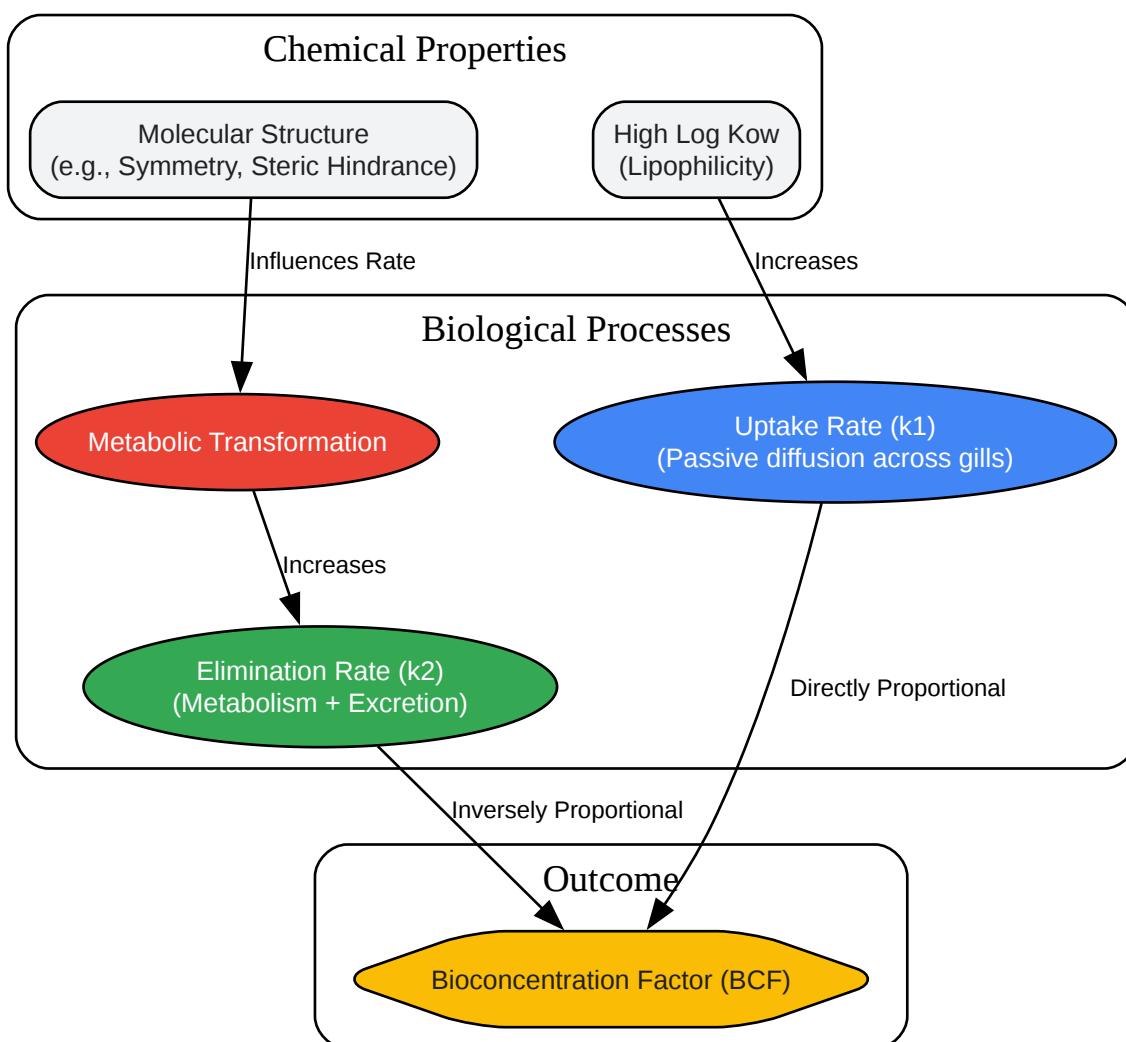 Chemical Properties
Molecular Structure
(e.g., Symmetry, Steric Hindrance)
High Log Kow
(Lipophilicity)
Influences Rate
Increases
Biological Processes
Metabolic Transformation
Uptake Rate (k1)
(Passive diffusion across gills)
Increases
Elimination Rate (k2)
(Metabolism + Excretion)
Directly Proportional
Inversely Proportional
Outcome
Bioconcentration Factor (BCF)